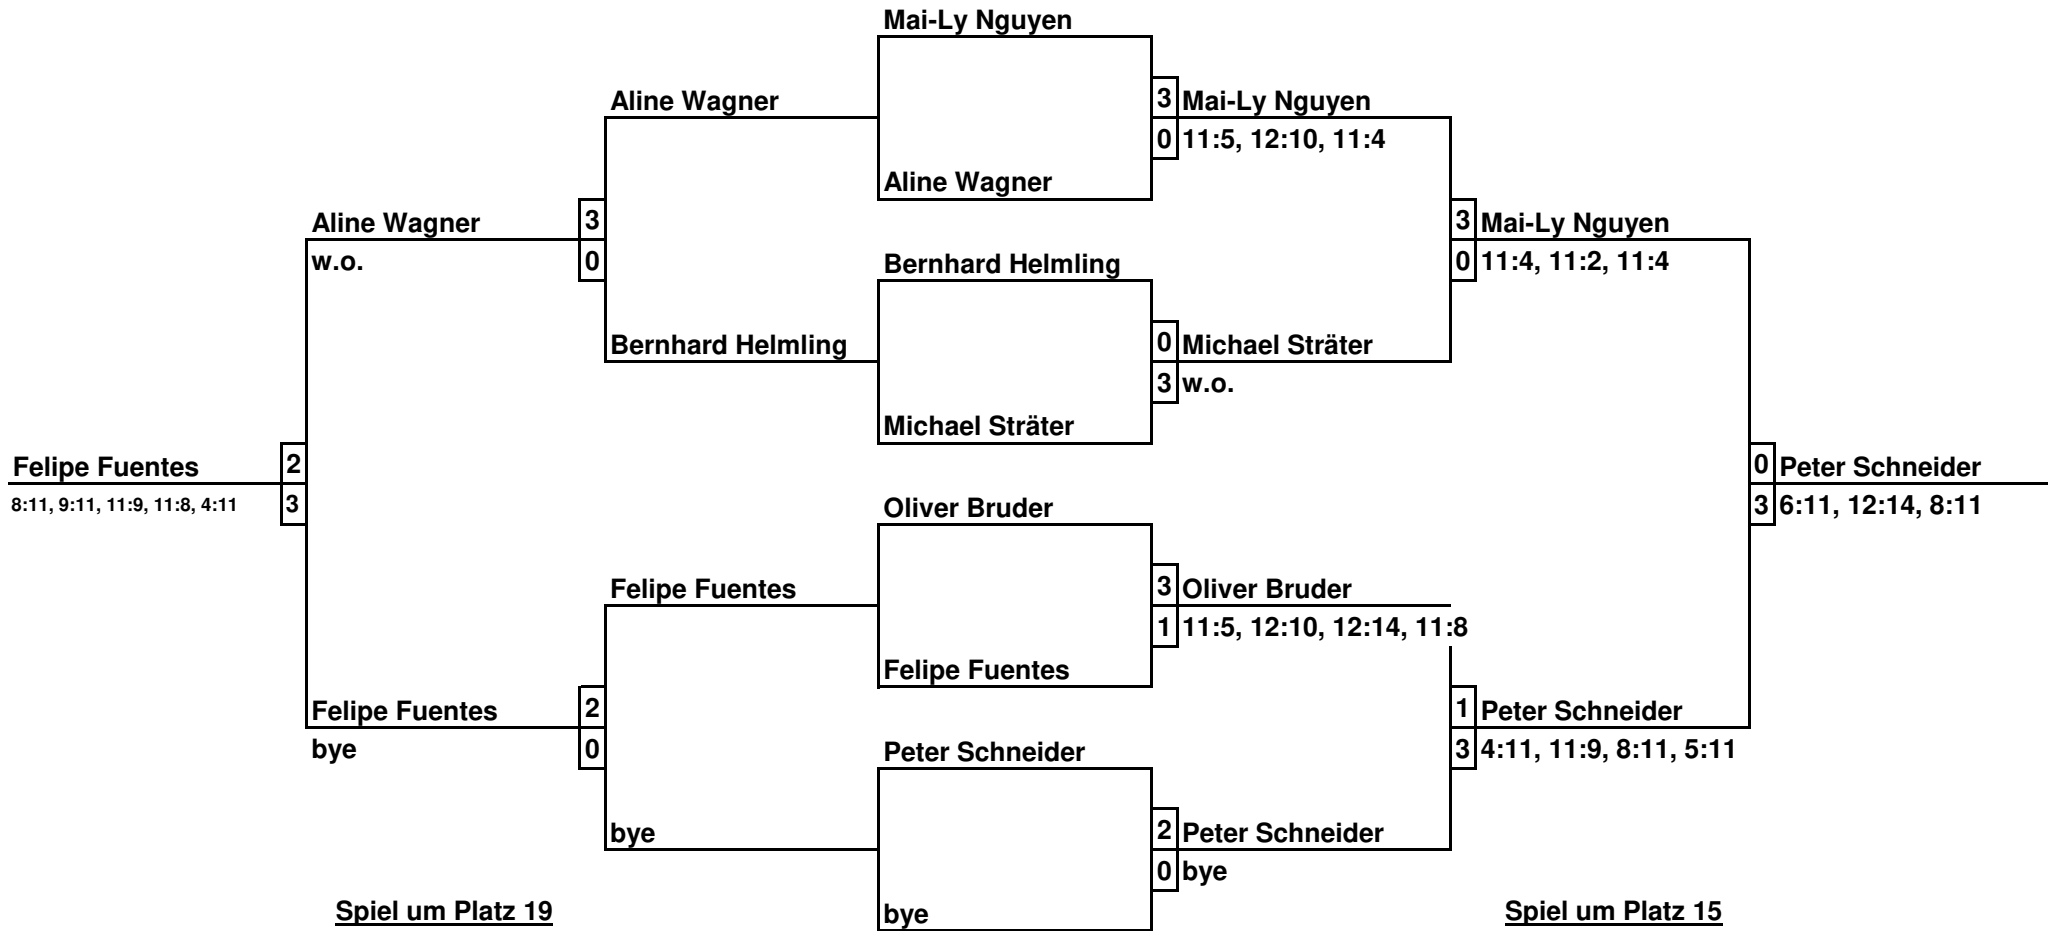 Mai-Ly Nguyen
Aline Wagner
3 Mai-Ly Nguyen
0 11:5, 12:10, 11:4
Aline Wagner
Aline Wagner
3
3 Mai-Ly Nguyen
w.o.
0
Bernhard Helmling
0 11:4, 11:2, 11:4
Bernhard Helmling
0 Michael Sträter
3 w.o.
Michael Sträter
Felipe Fuentes
2
0 Peter Schneider
8:11, 9:11, 11:9, 11:8, 4:11
3
Oliver Bruder
3 6:11, 12:14, 8:11
Felipe Fuentes
3 Oliver Bruder
1 11:5, 12:10, 12:14, 11:8
Felipe Fuentes
Felipe Fuentes
2
1 Peter Schneider
bye
0
Peter Schneider
3 4:11, 11:9, 8:11, 5:11
bye
2 Peter Schneider
0 bye
Spiel um Platz 19
bye
Spiel um Platz 15